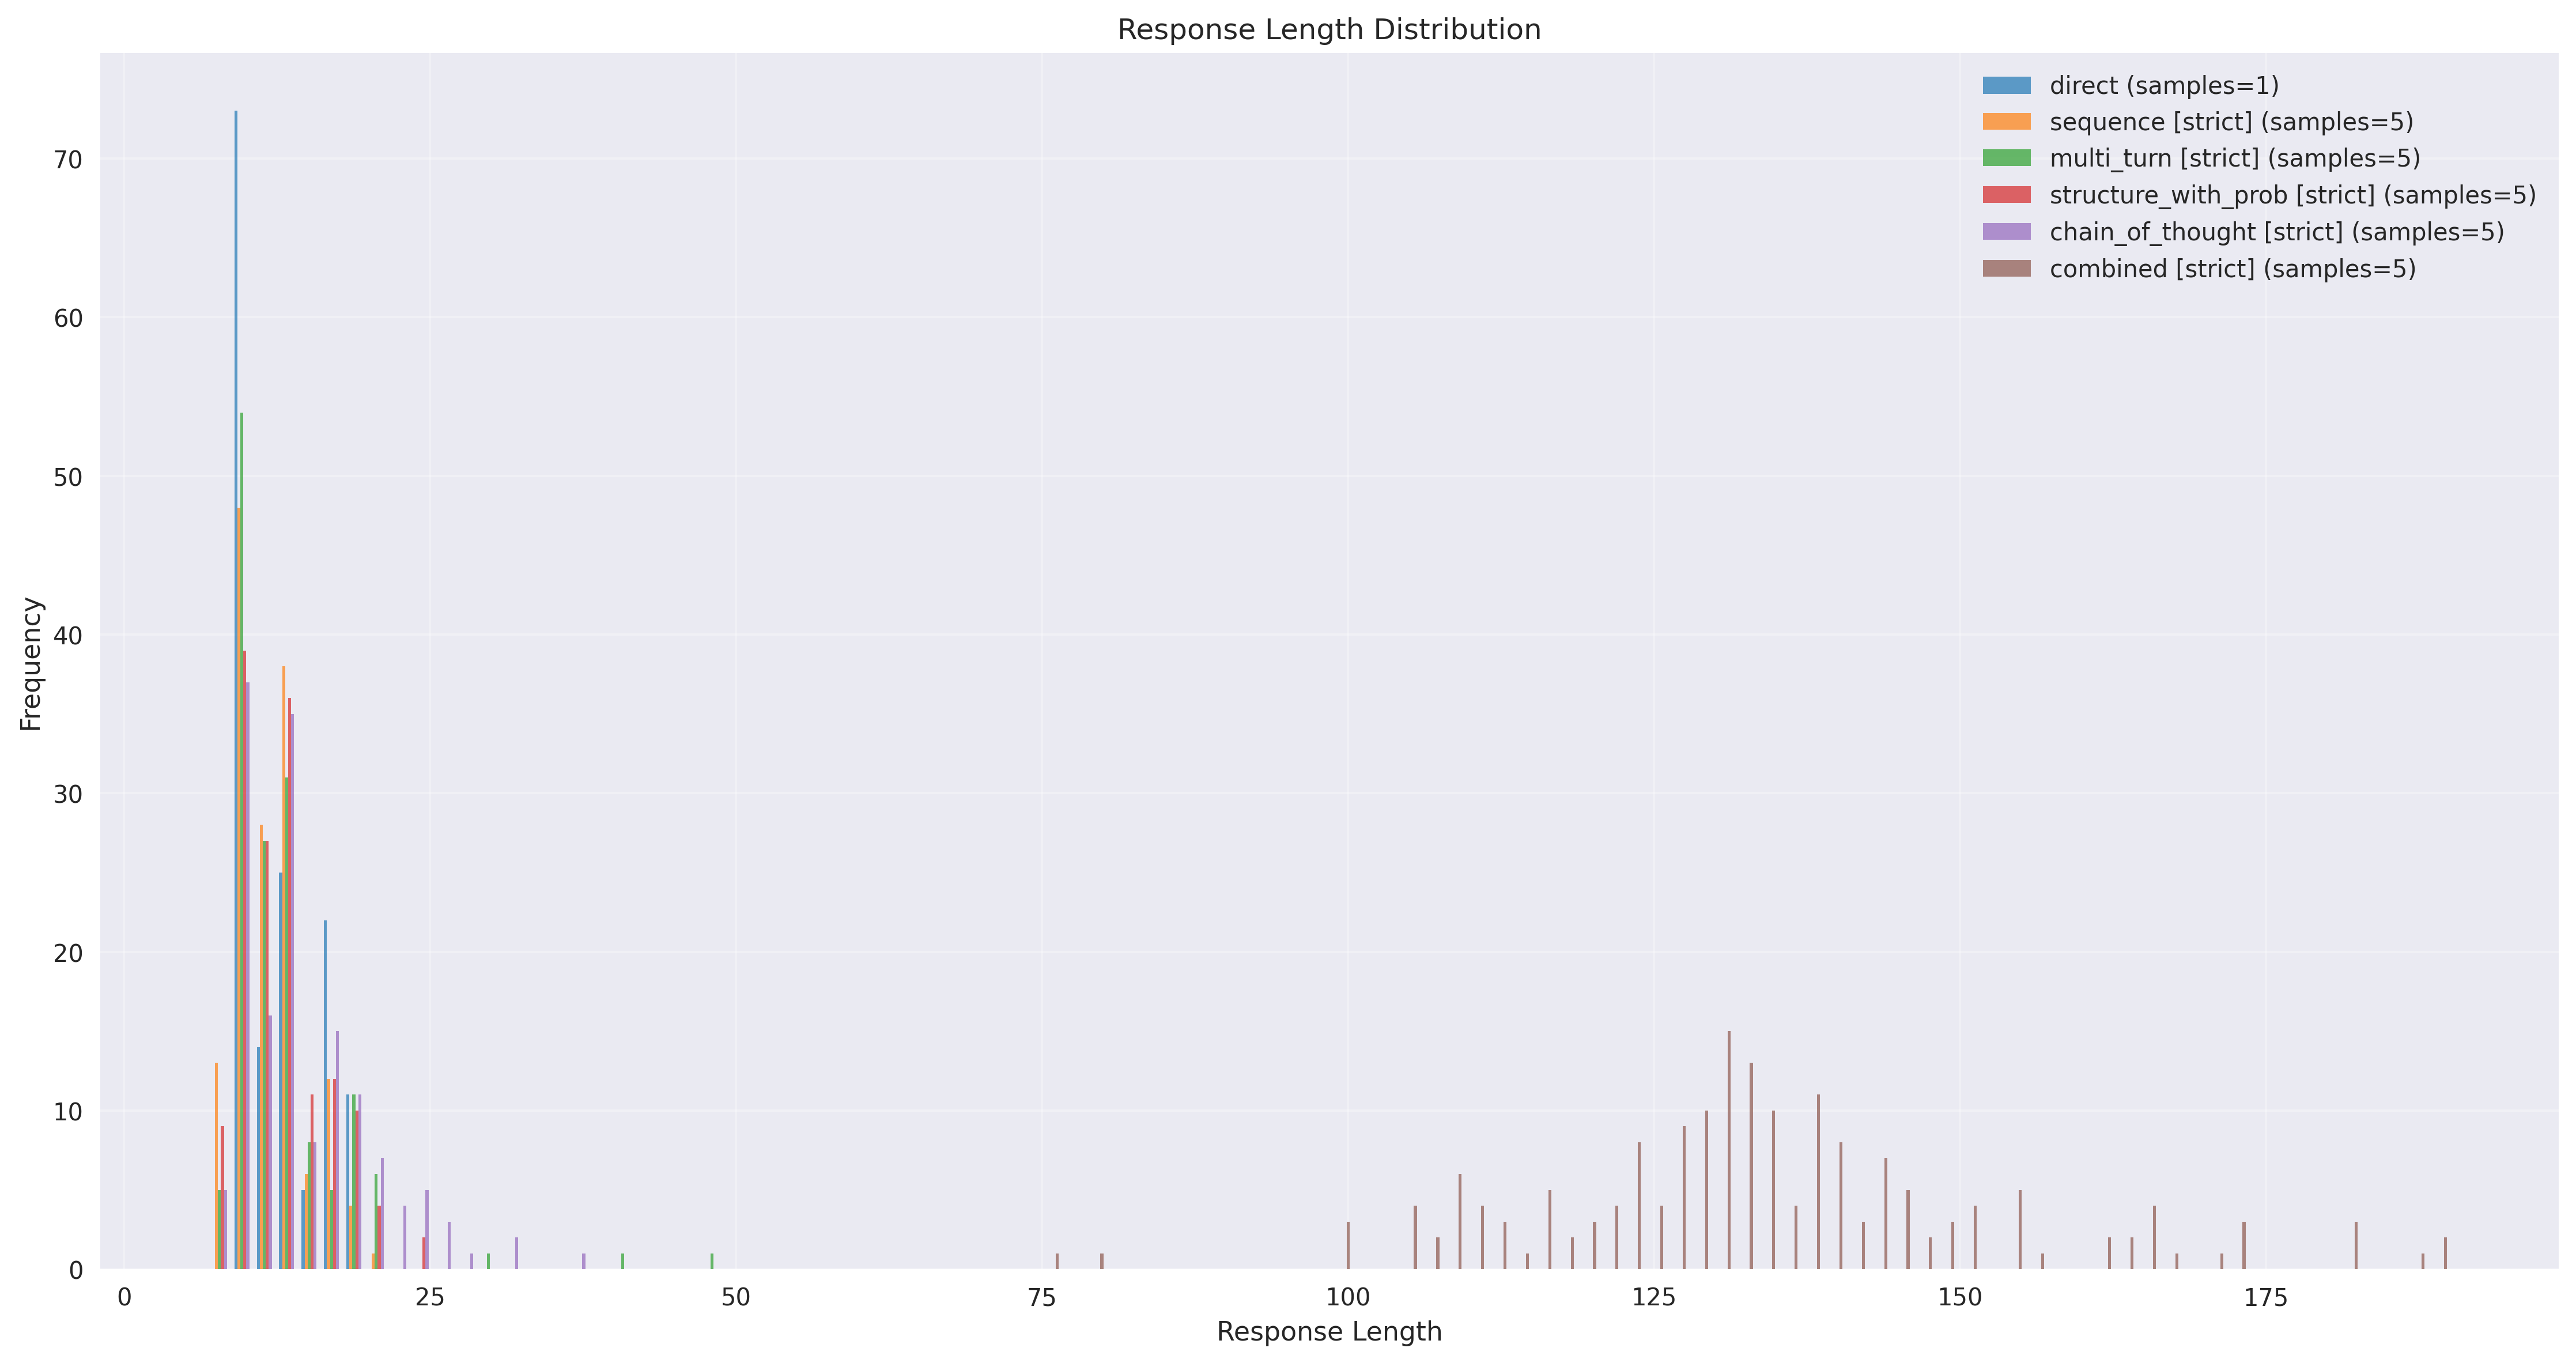 Response Length Distribution
direct (samples=1)
sequence [strict] (samples=5)
multi_turn [strict] (samples=5)
structure_with_prob [strict] (samples=5)
chain_of_thought [strict] (samples=5)
combined [strict] (samples=5)
Frequency
70
60
50
40
30
20
10
0
0 25 50 75 100 125 150 175
Response Length